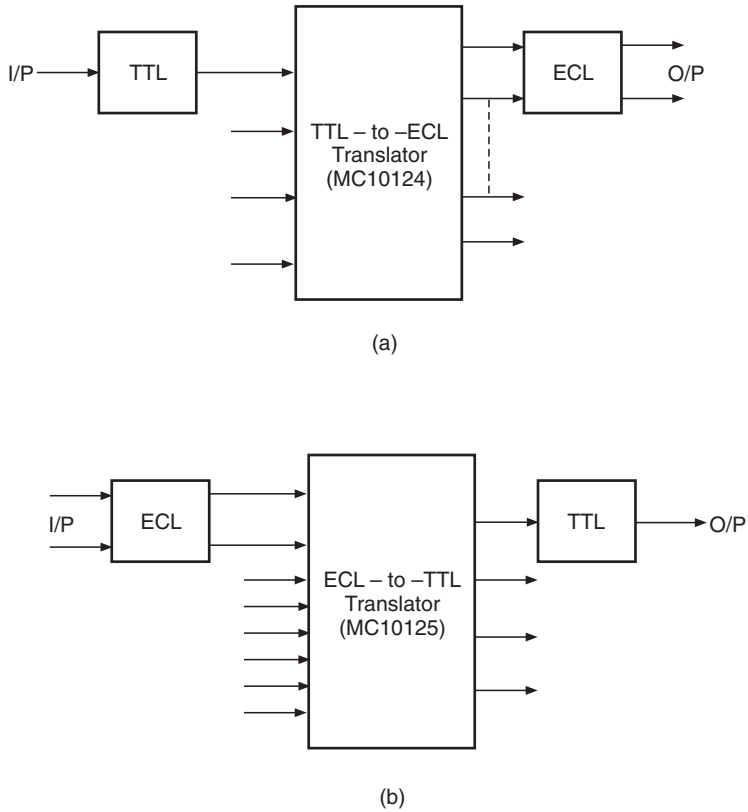 I/P
TTL
TTL – to –ECL
Translator
(MC10124)
ECL
O/P
(a)
I/P
ECL
ECL – to –TTL
Translator
(MC10125)
TTL
O/P
(b)